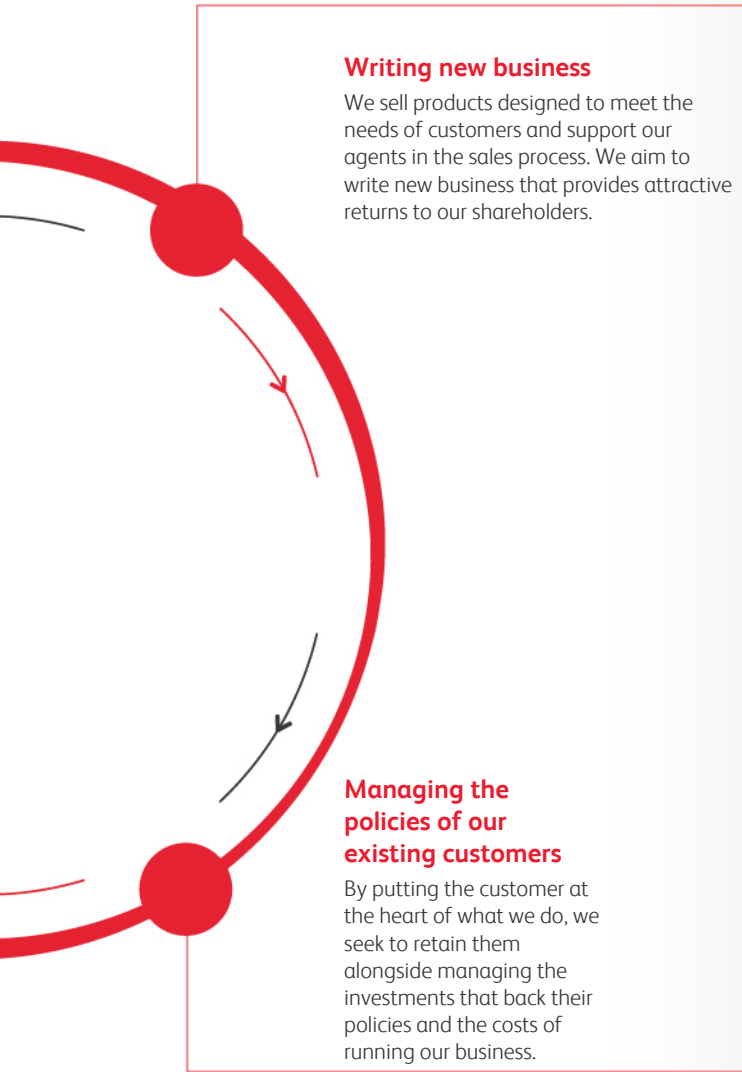 Writing new business
We sell products designed to meet the
needs of customers and support our
agents in the sales process. We aim to
write new business that provides attractive
returns to our shareholders.
Managing the
policies of our
existing customers
By putting the customer at
the heart of what we do, we
seek to retain them
alongside managing the
investments that back their
policies and the costs of
running our business.